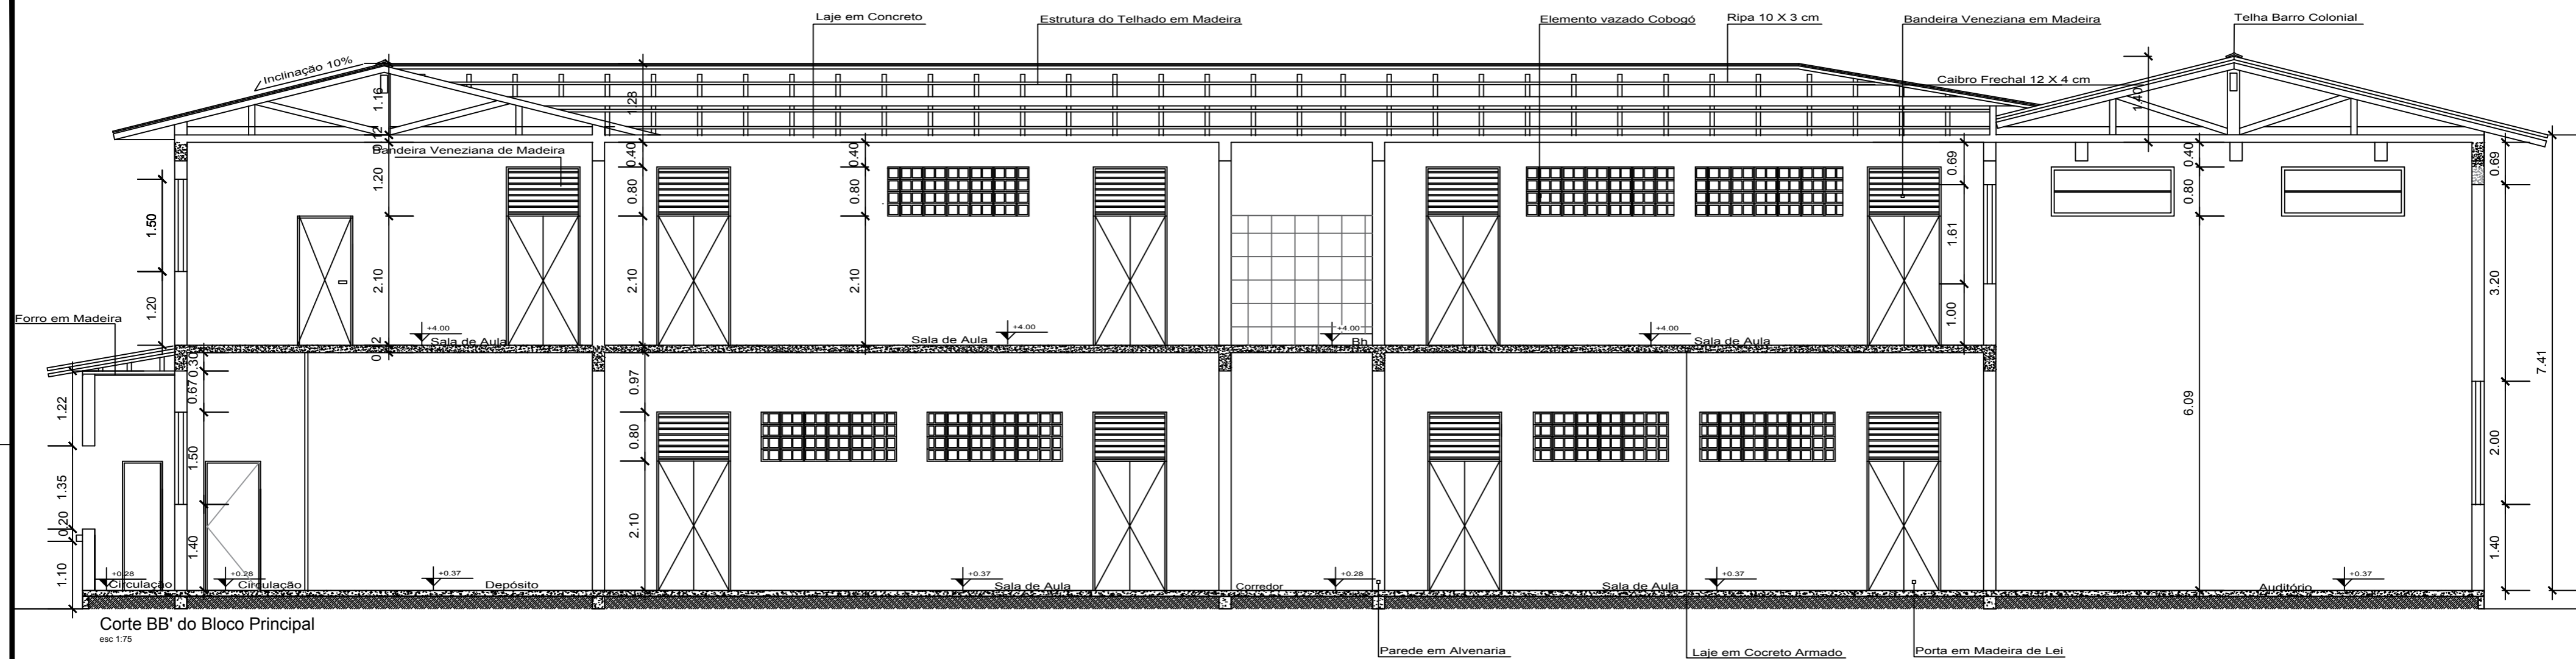 Laje em Concreto
Estrutura do Telhado em Madeira
Elemento vazado Cobogó
Ripa 10 X 3 cm
Bandeira Veneziana em Madeira
Telha Barro Colonial
Inclinação 10%
Caibro Frechal 12 X 4 cm
1.16
1.28
1.40
Bandeira Veneziana de Madeira
0.40
0.40
0.69
0.40
0.69
1.20
0.80
0.80
0.80
1.50
1.61
3.20
2.10
2.10
2.10
1.20
1.00
Forro em Madeira
+4.00
+4.00
+4.00
+4.00
Sala de Aula
Sala de Aula
Bh
Sala de Aula
7.41
0.30
0.67
0.97
1.22
6.09
0.80
1.50
2.00
1.35
0.20
2.10
1.40
1.40
1.10
+0.28
+0.28
+0.37
+0.37
+0.28
+0.37
+0.37
Circulação
Circulação
Depósito
Sala de Aula
Corredor
Sala de Aula
Auditório
Corte BB' do Bloco Principal
esc 1:75
Parede em Alvenaria
Laje em Cocreto Armado
Porta em Madeira de Lei